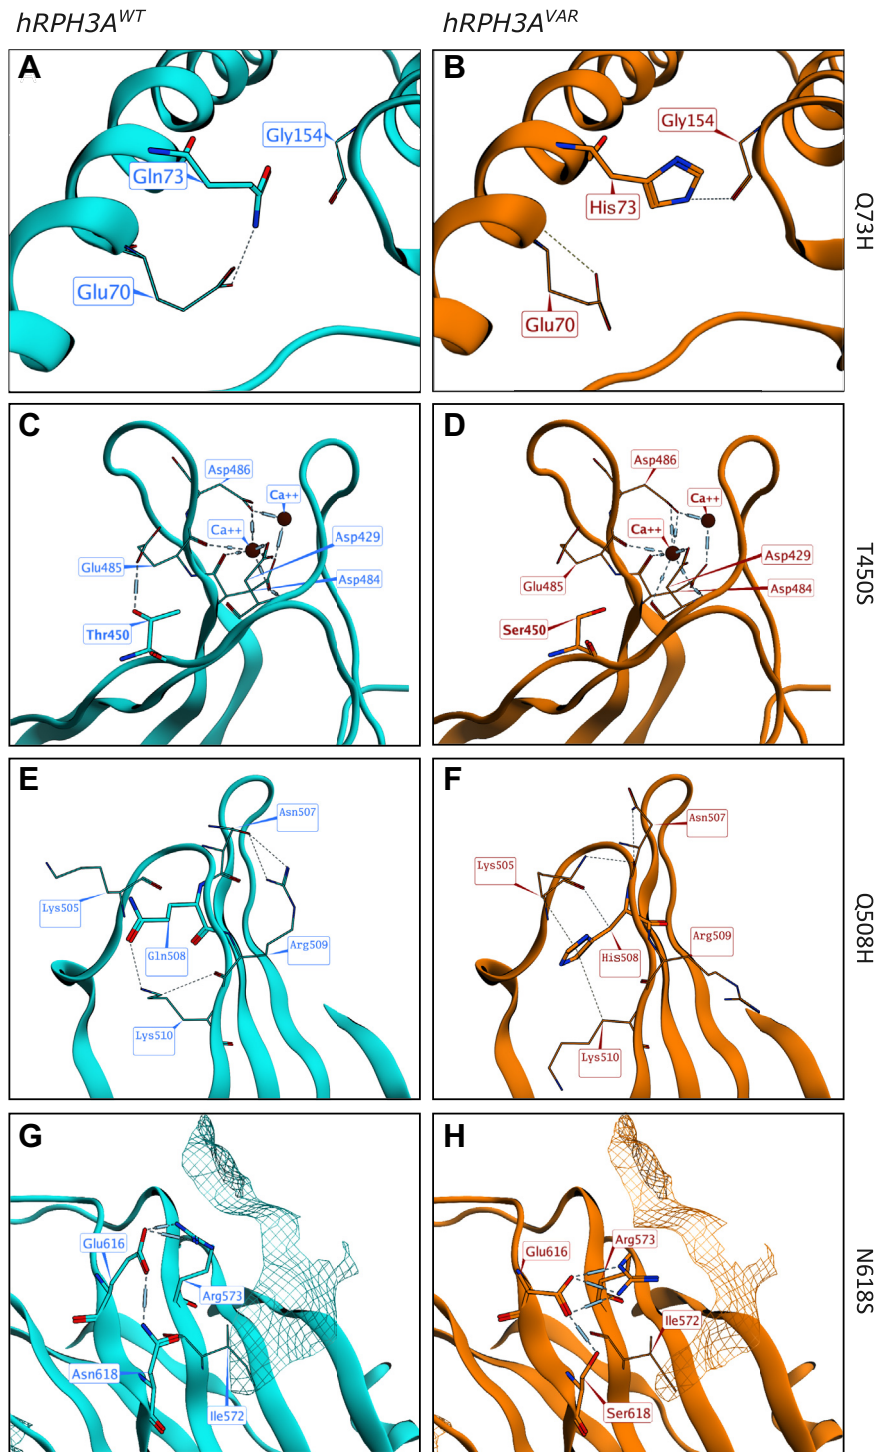 hRPH3A^WT hRPH3A^VAR
A
Gly154
Gln73
Glu70
B
Gly154
His73
Glu70
Q73H
C
Asp486
Ca++
Ca++
Asp429
Glu485
Asp484
Thr450
D
Asp486
Ca++
Ca++
Asp429
Glu485
Asp484
Ser450
T450S
E
Asn507
Lys505
Gln508
Arg509
Lys510
F
Asn507
Lys505
Arg509
His508
Lys510
Q508H
G
Glu616
Arg573
Asn618
Ile572
H
Arg573
Glu616
Ile572
Ser618
N618S